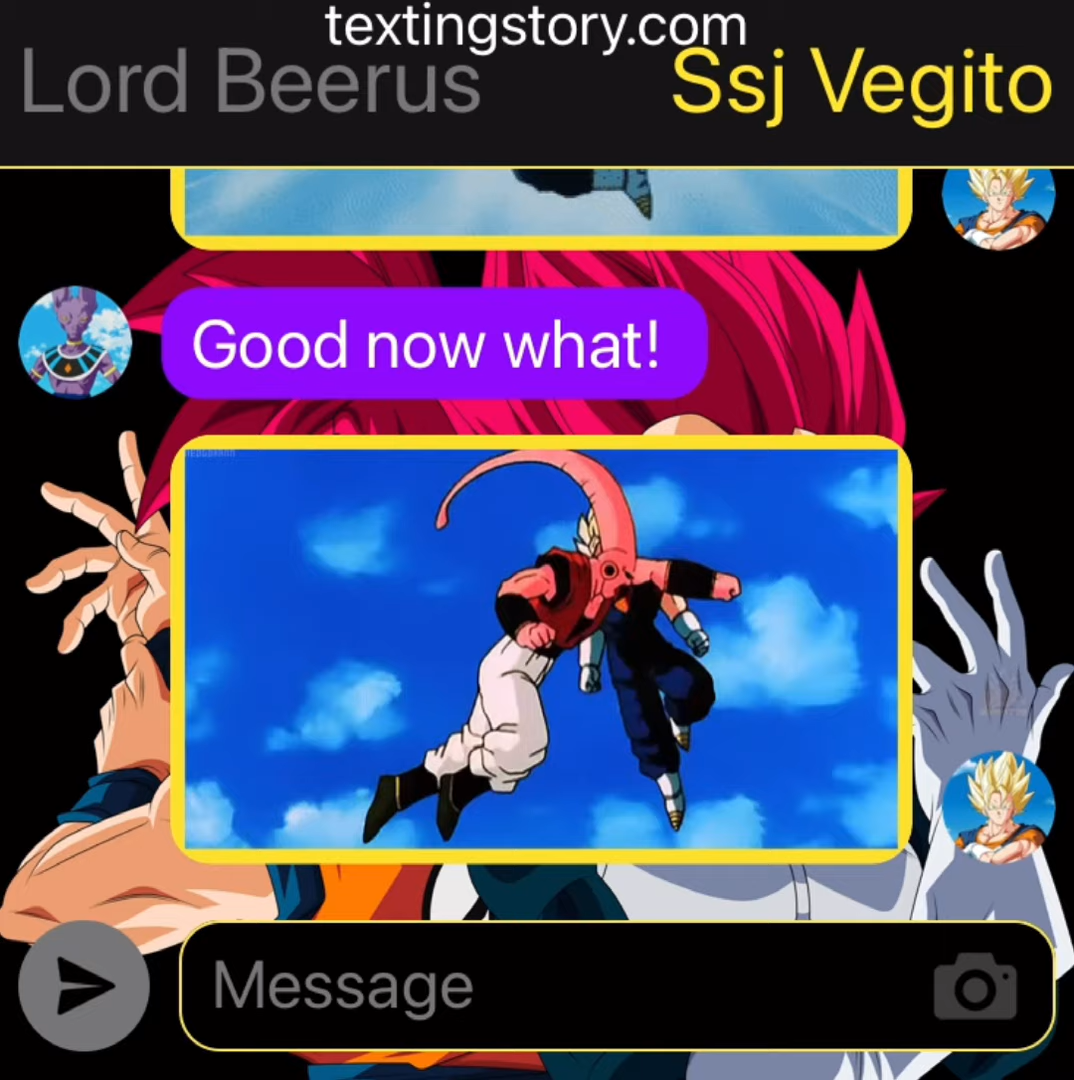 textingstory.com
Lord Beerus
Ssj Vegito
Good now what!
Message